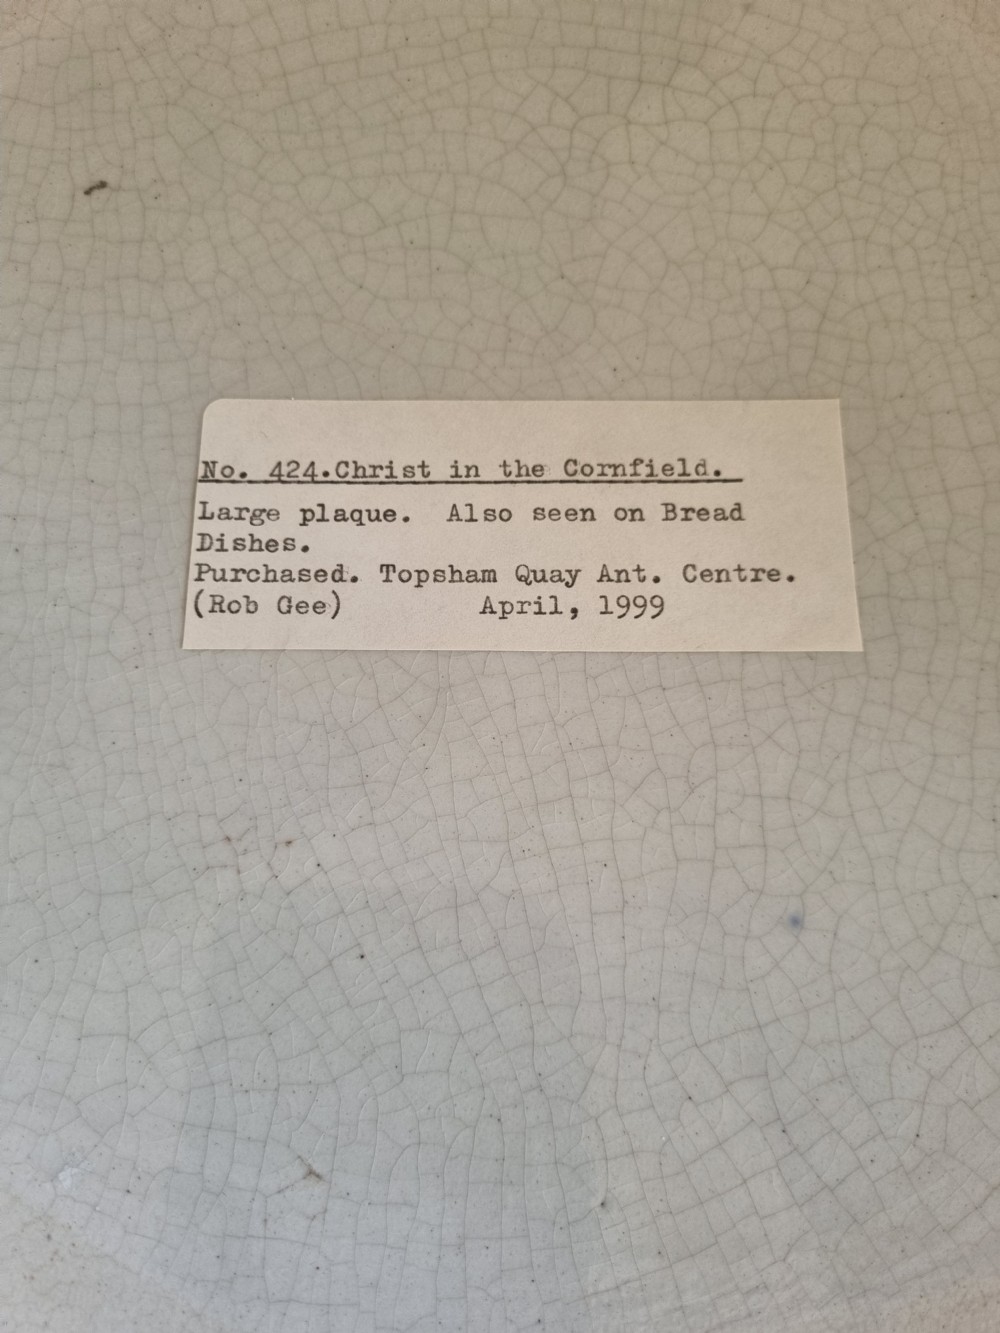 No. 424.Christ in the Cornfield.
Large plaque. Also seen on Bread
Dishes.
Purchased. Topsham Quay Ant. Centre.
(Rob Gee) April, 1999